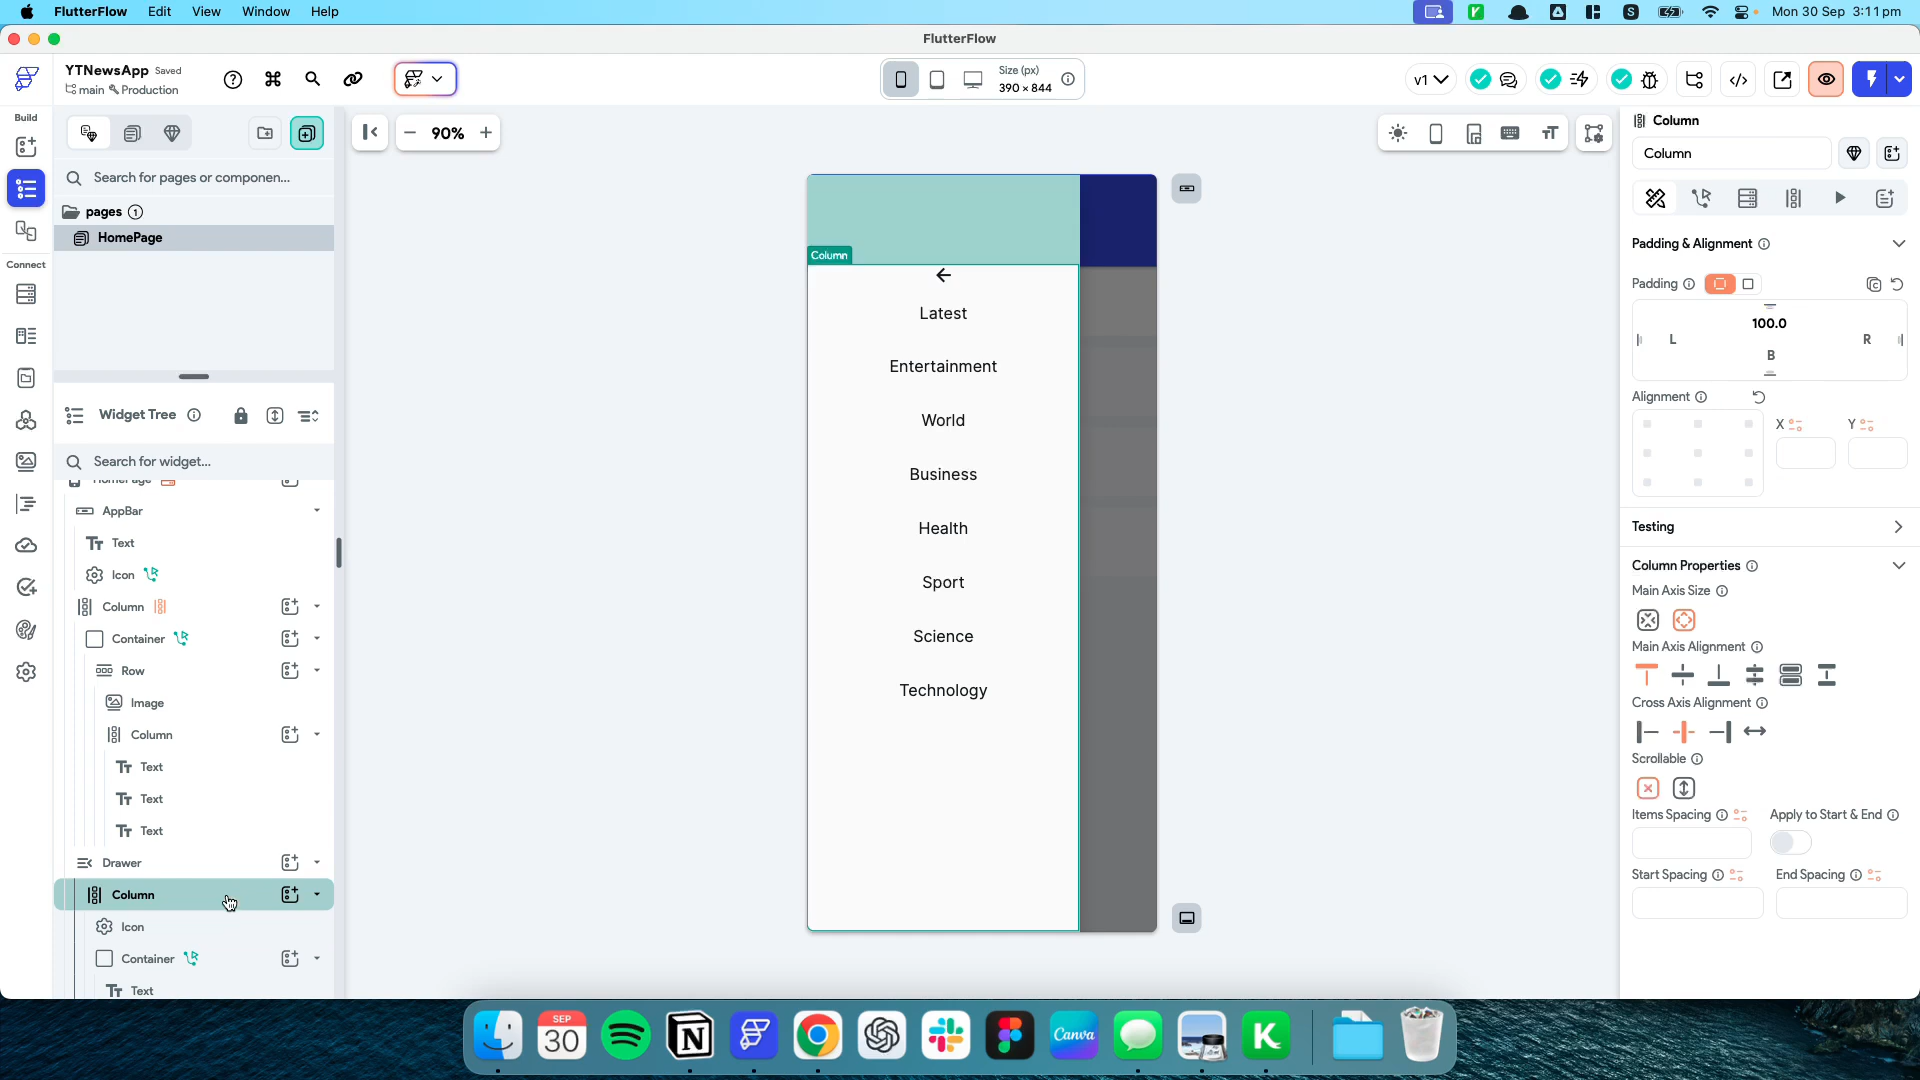 FlutterFlow Edit View Window Help
Mon 30 Sep 3:11pm
FlutterFlow
YTNewsApp Saved
main Production
Size (px)
390 × 844
v1
Build
Connect
90%
Search for pages or componen...
pages 1
HomePage
Widget Tree
Search for widget...
HomePage
AppBar
Text
Icon
Column
Container
Row
Image
Column
Text
Text
Text
Drawer
Column
Icon
Container
Text
Column
Latest
Entertainment
World
Business
Health
Sport
Science
Technology
Column
Column
Padding & Alignment
Padding
100.0
L
R
B
Alignment
X
Y
Testing
Column Properties
Main Axis Size
Main Axis Alignment
Cross Axis Alignment
Scrollable
Items Spacing
Apply to Start & End
Start Spacing
End Spacing
SEP
30
Canva
K